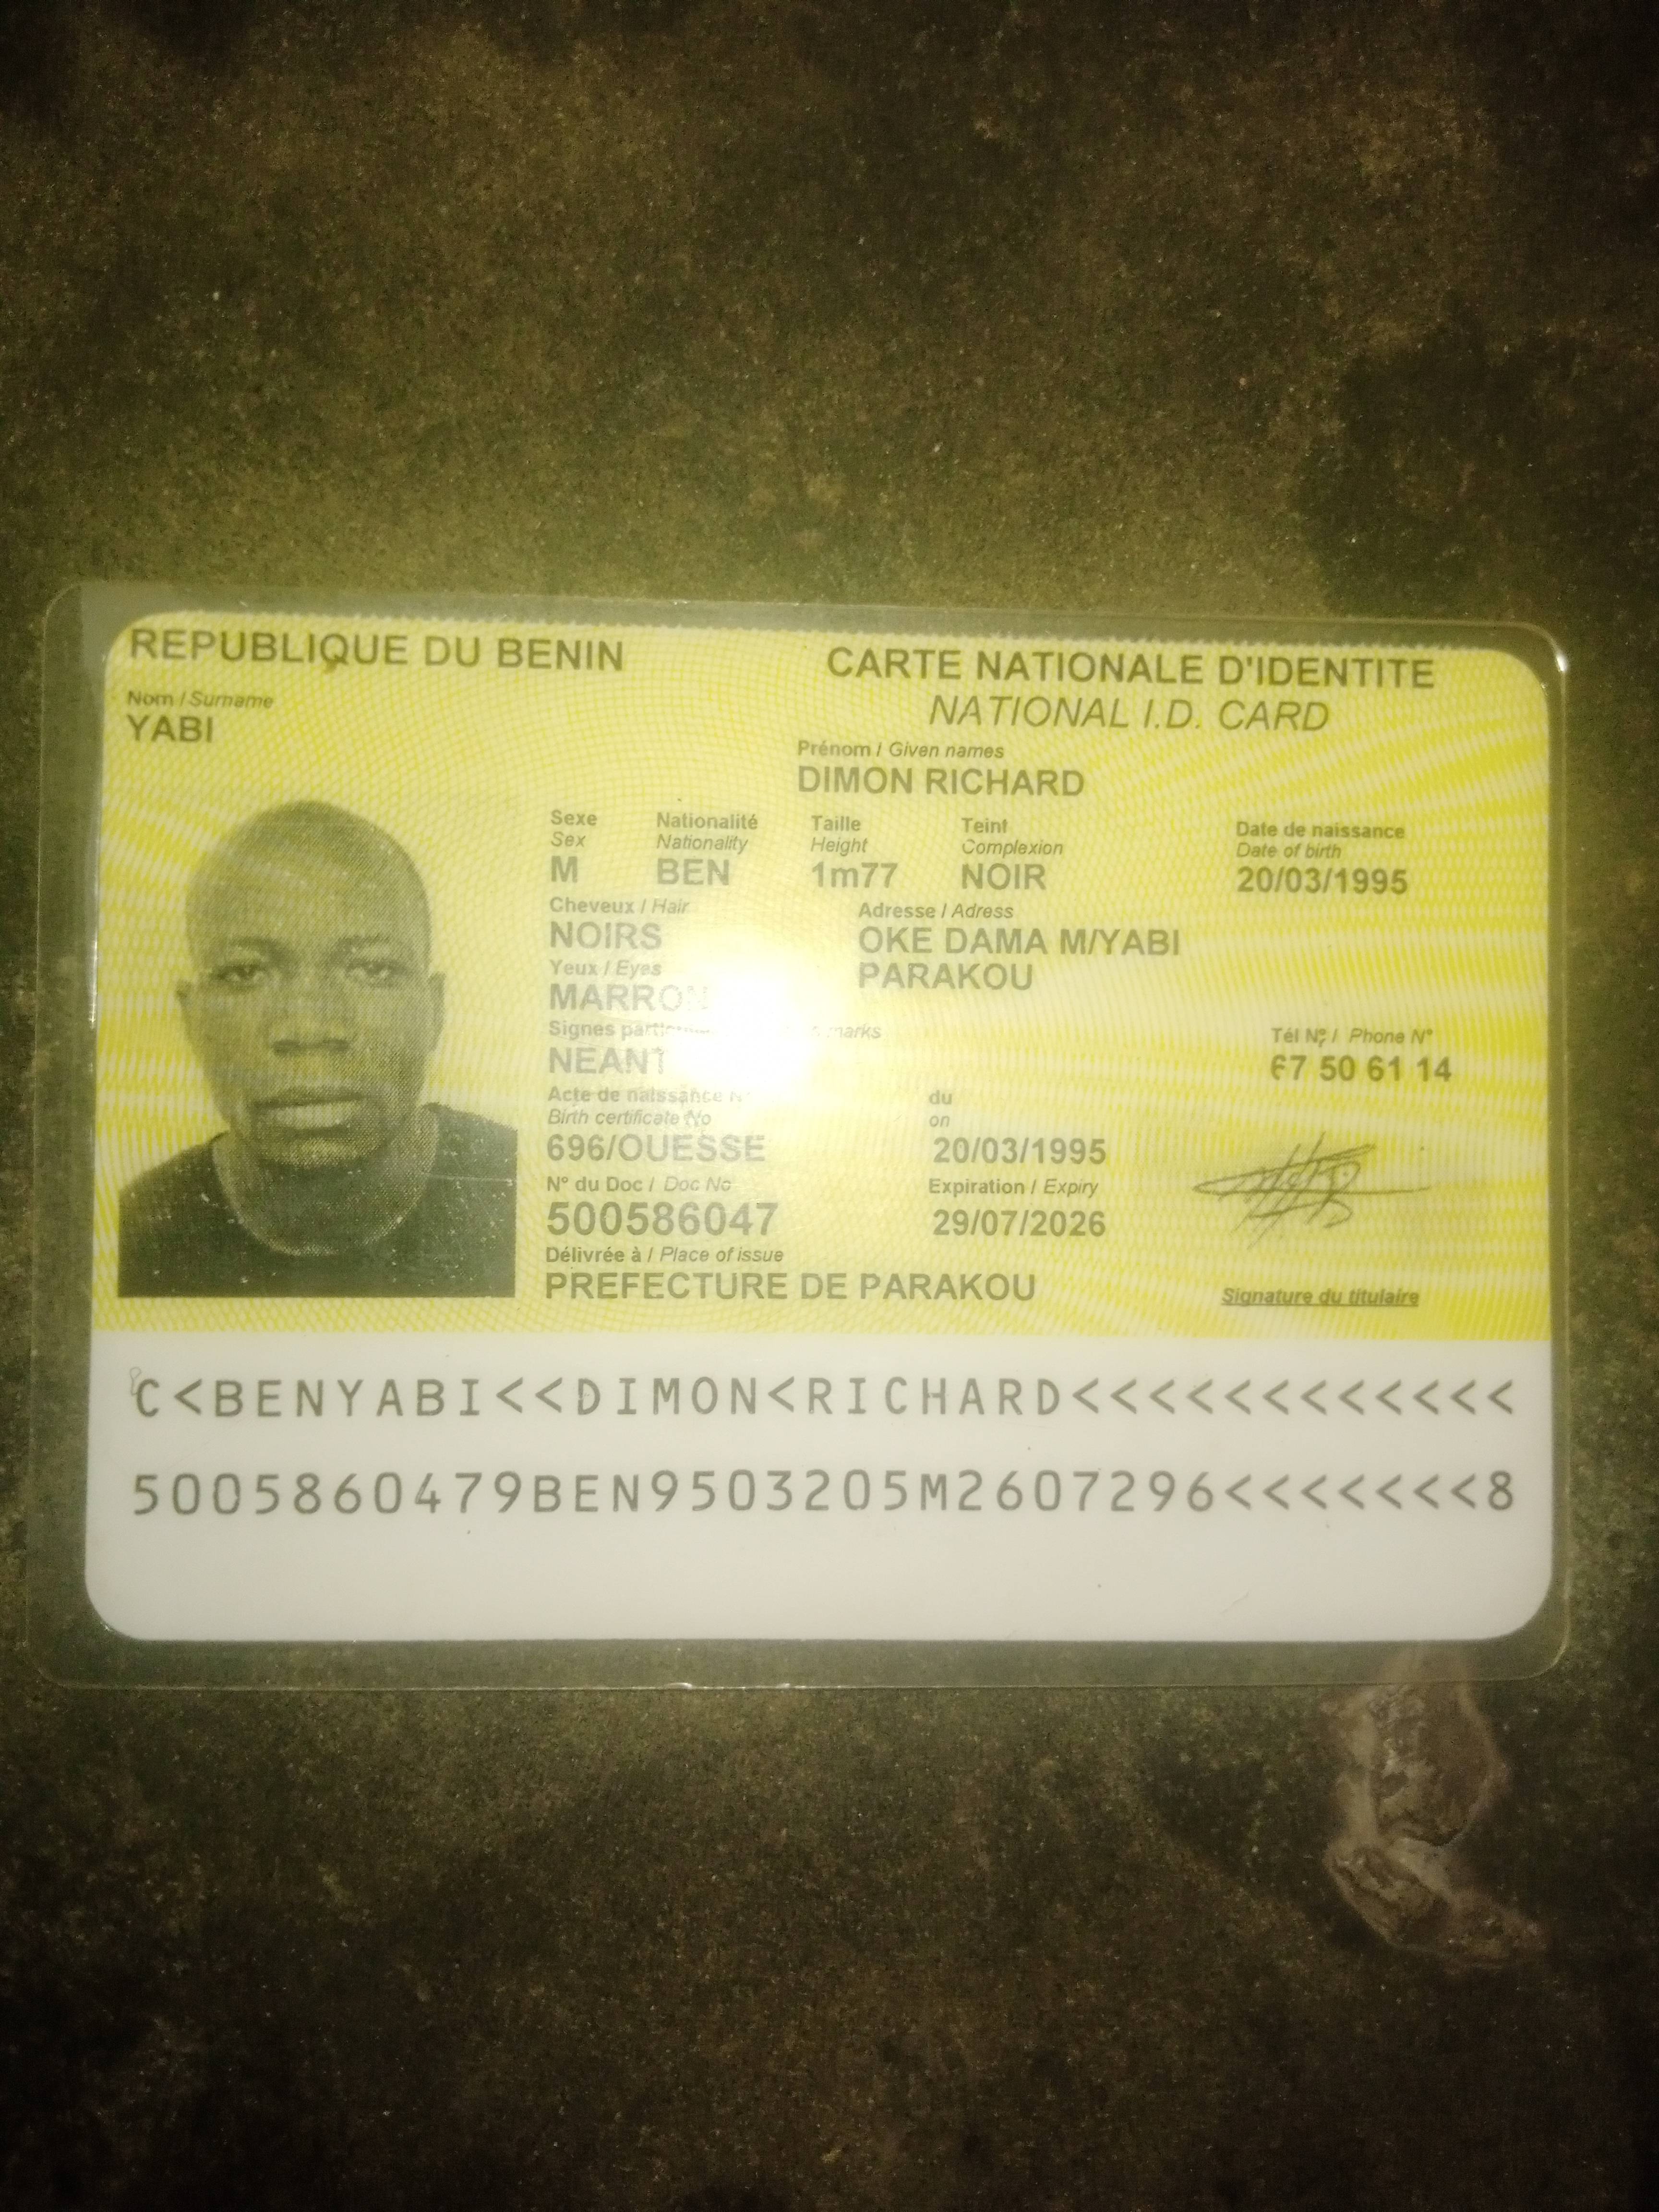 REPUBLIQUE DU BENIN
CARTE NATIONALE D'IDENTITE
NATIONAL I.D. CARD
Nom / Surname
YABI
Prénom / Given names
DIMON RICHARD
Sexe Nationalité Taille Teint Date de naissance
Sex Nationality Height Complexion Date of birth
M BEN 1m77 NOIR 20/03/1995
Cheveux / Hair Adresse / Adress
NOIRS OKE DAMA M/YABI
Yeux / Eyes PARAKOU
MARRON
Signes marks Tél N° / Phone N°
NEANT 67 50 61 14
Acte de naissance N° du
Birth certificate No on
696/OUESSE 20/03/1995
N° du Doc / Doc No Expiration / Expiry
500586047 29/07/2026
Délivrée à / Place of issue
PREFECTURE DE PARAKOU Signature du titulaire
C<BENYABI<<DIMON<RICHARD<<<<<<<<<<<<
5005860479BEN9503205M2607296<<<<<<<8